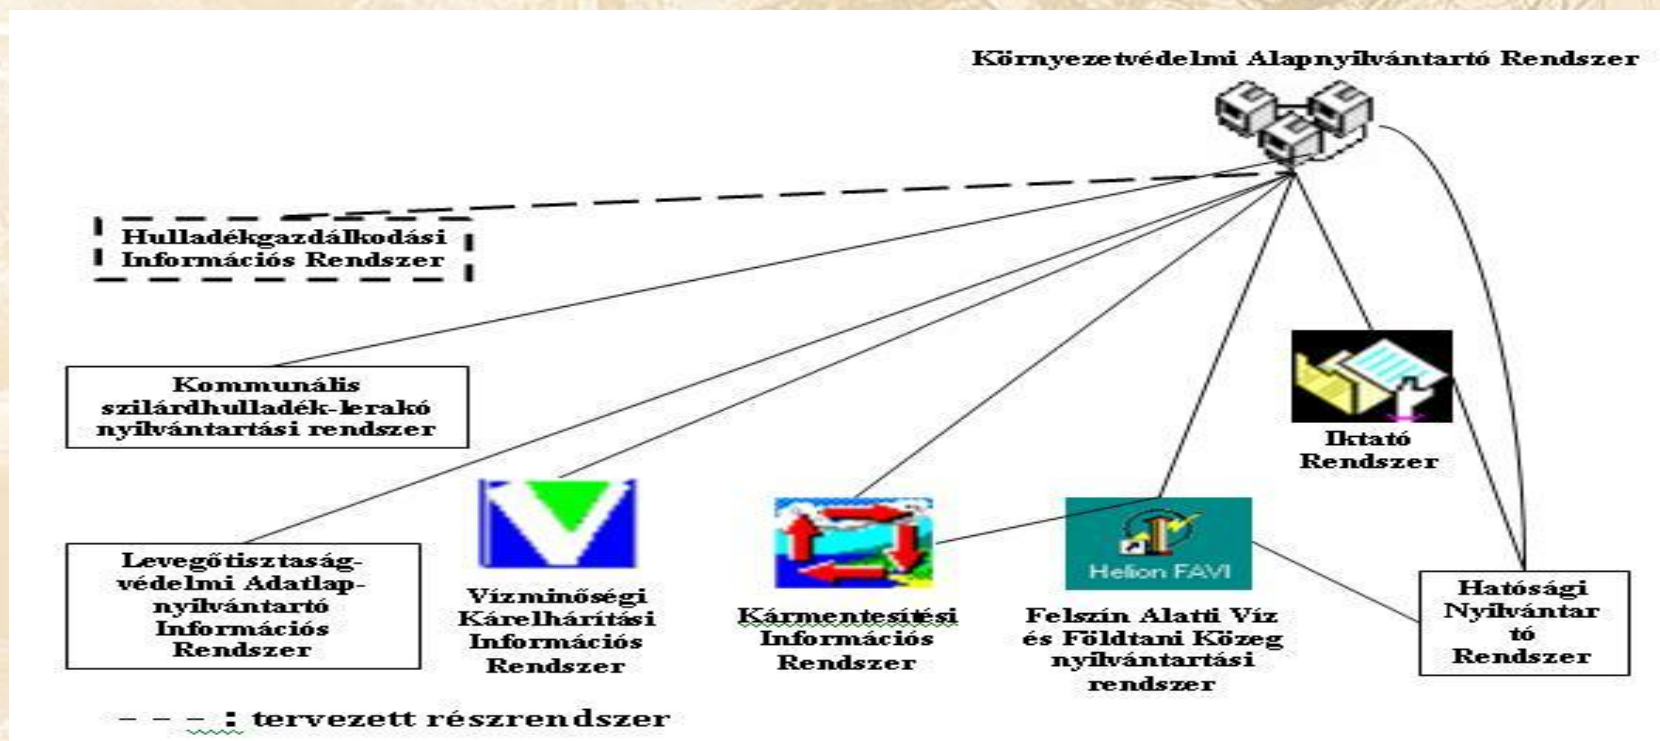 Környezetvédelmi Alapnyilvántartó Rendszer
Hulladékgazdálkodási
Információs Rendszer
Kommunális
szilárdhulladék-lerakó
nyilvántartási rendszer
Levegőtisztaság-
védelmi Adatlap-
nyilvántartó
Információs
Rendszer
Vízminőségi
Kárelhárítási
Információs
Rendszer
Kármentesítési
Információs
Rendszer
Helion FAVI
Felszín Alatti Víz
és Földtani Közeg
nyilvántartási
rendszer
Iktató
Rendszer
Hatósági
Nyilvántar
tó
Rendszer
- - - : tervezett részrendszer